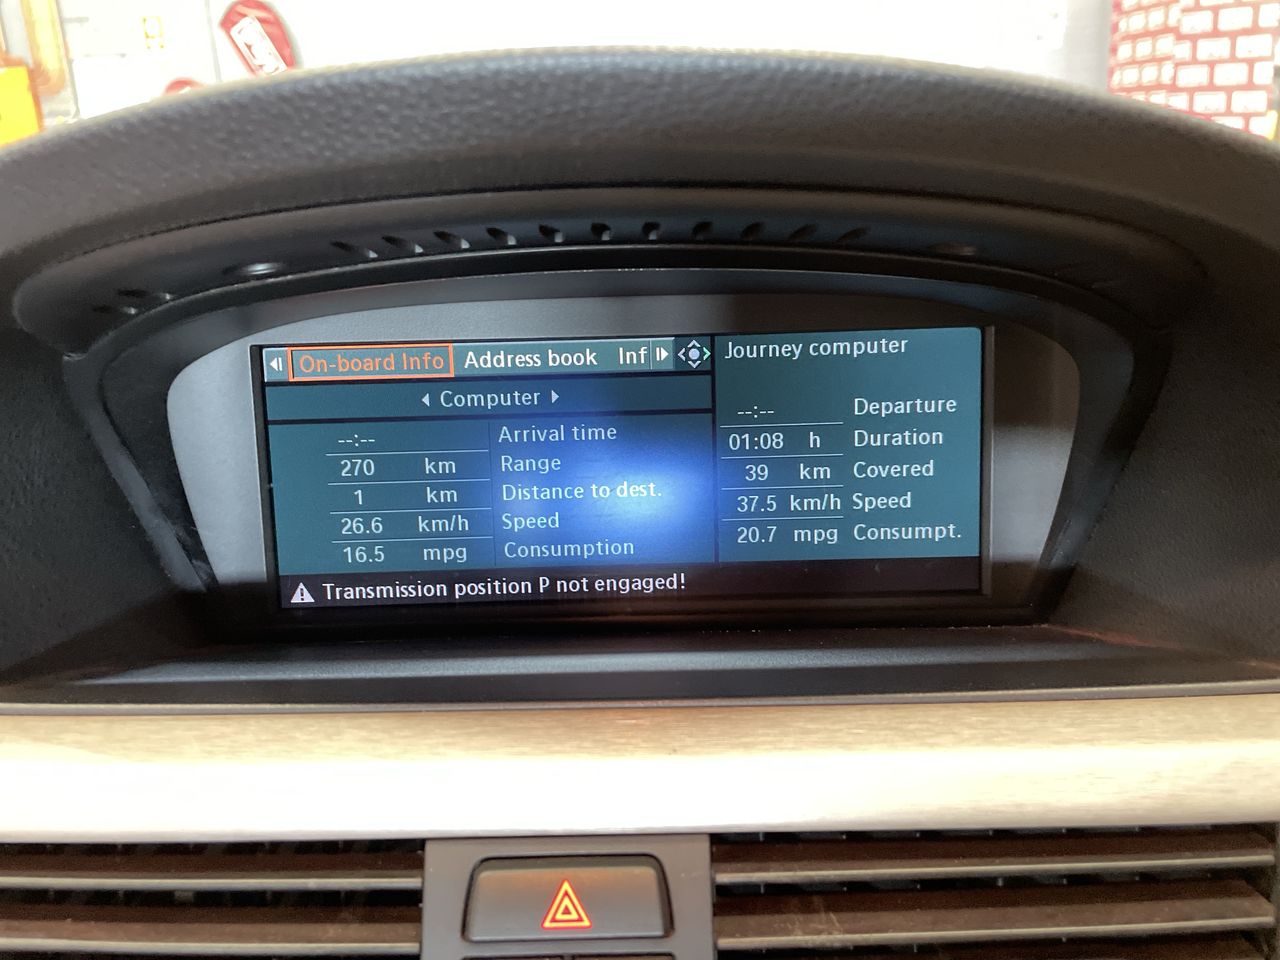 On-board Info Address book Inf
Computer
--:-- Arrival time
270 km Range
1 km Distance to dest.
26.6 km/h Speed
16.5 mpg Consumption
Journey computer
--:-- Departure
01:08 h Duration
39 km Covered
37.5 km/h Speed
20.7 mpg Consumpt.
Transmission position P not engaged!